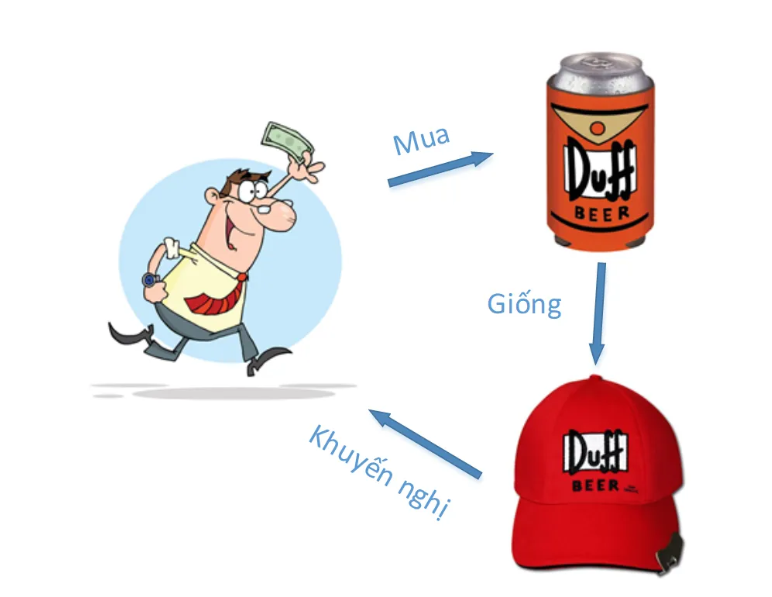 Mua
Duff
BEER
Giống
Duff
BEER
Khuyến nghị